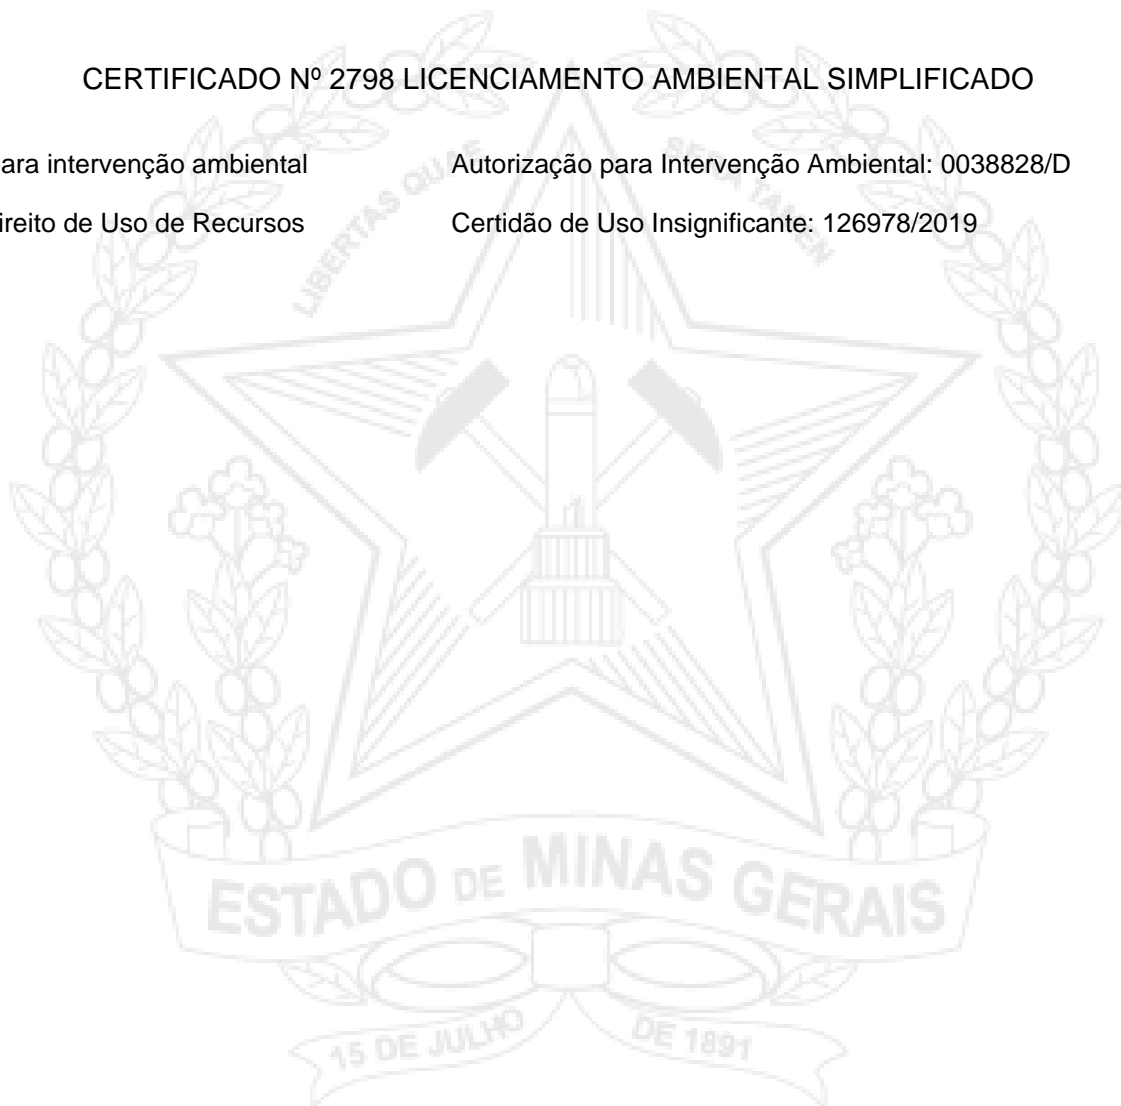 CERTIFICADO Nº 2798 LICENCIAMENTO AMBIENTAL SIMPLIFICADO
ara intervenção ambiental Autorização para Intervenção Ambiental: 0038828/D
ireito de Uso de Recursos Certidão de Uso Insignificante: 126978/2019
LIBERTAS QUAE SERA TAMEN
ESTADO DE MINAS GERAIS
15 DE JULHO DE 1891